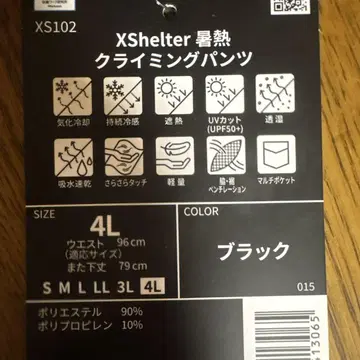 XS102
XShelter 暑熱
クライミングパンツ
気化冷却 持続冷感 遮熱 UVカット (UPF50+) 透湿
吸水速乾 さらさらタッチ 軽量 脇・裾ベンチレーション マルチポケット
SIZE
4L
ウエスト 96cm
(適応サイズ)
また下丈 79cm
S M L LL 3L 4L
COLOR
ブラック
015
ポリエステル 90%
ポリプロピレン 10%
413065